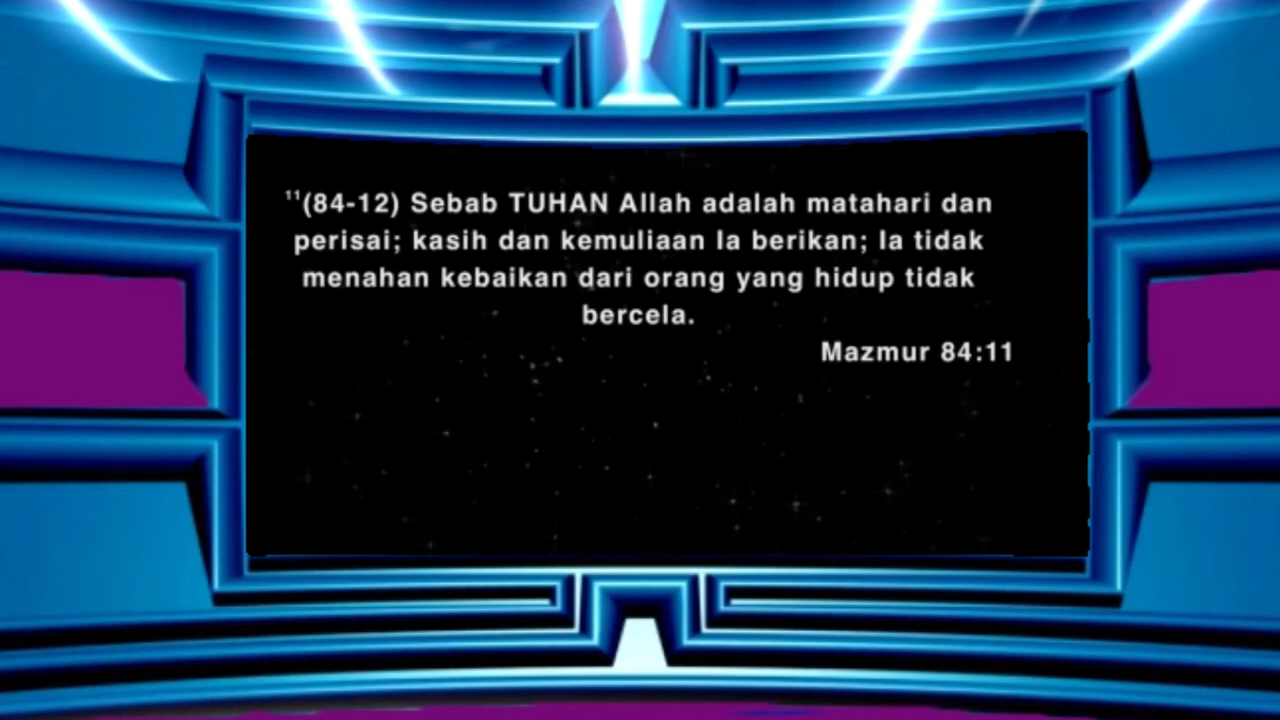 ¹¹(84-12) Sebab TUHAN Allah adalah matahari dan
perisai; kasih dan kemuliaan Ia berikan; Ia tidak
menahan kebaikan dari orang yang hidup tidak
bercela.
Mazmur 84:11